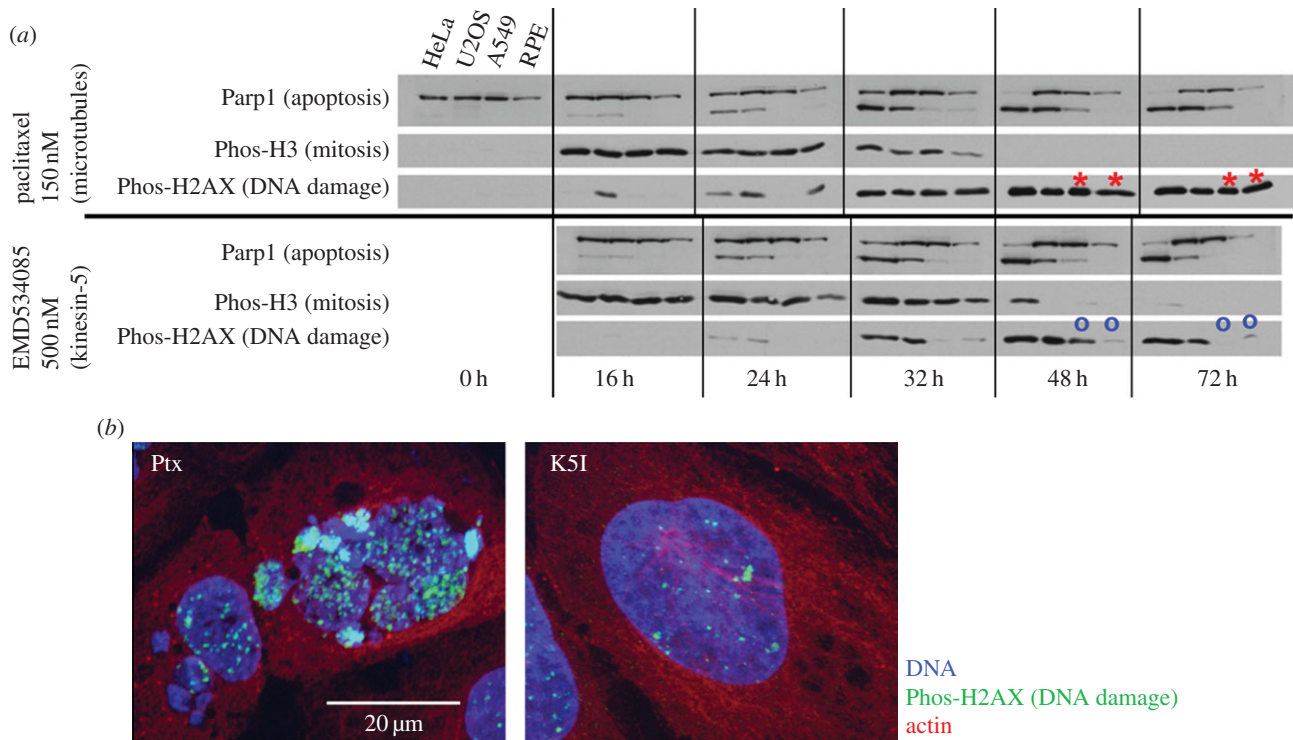 (a)
HeLa
U2OS
A549
RPE
paclitaxel
150 nM
(microtubules)
Parp1 (apoptosis)
Phos-H3 (mitosis)
Phos-H2AX (DNA damage)
* * * *
EMD534085
500 nM
(kinesin-5)
Parp1 (apoptosis)
Phos-H3 (mitosis)
Phos-H2AX (DNA damage)
o o o o
0 h 16 h 24 h 32 h 48 h 72 h
(b)
Ptx
K5I
20 µm
DNA
Phos-H2AX (DNA damage)
actin